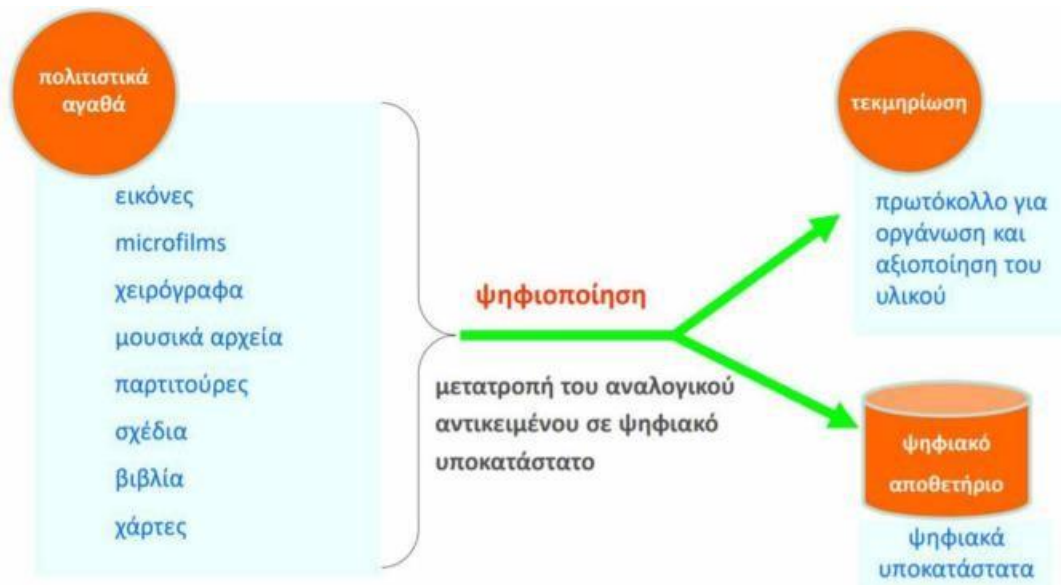 πολιτιστικά
αγαθά
εικόνες
microfilms
χειρόγραφα
μουσικά αρχεία
παρτιτούρες
σχέδια
βιβλία
χάρτες
ψηφιοποίηση
μετατροπή του αναλογικού
αντικειμένου σε ψηφιακό
υποκατάστατο
τεκμηρίωση
πρωτόκολλο για
οργάνωση και
αξιοποίηση του
υλικού
ψηφιακό
αποθετήριο
ψηφιακά
υποκατάστατα